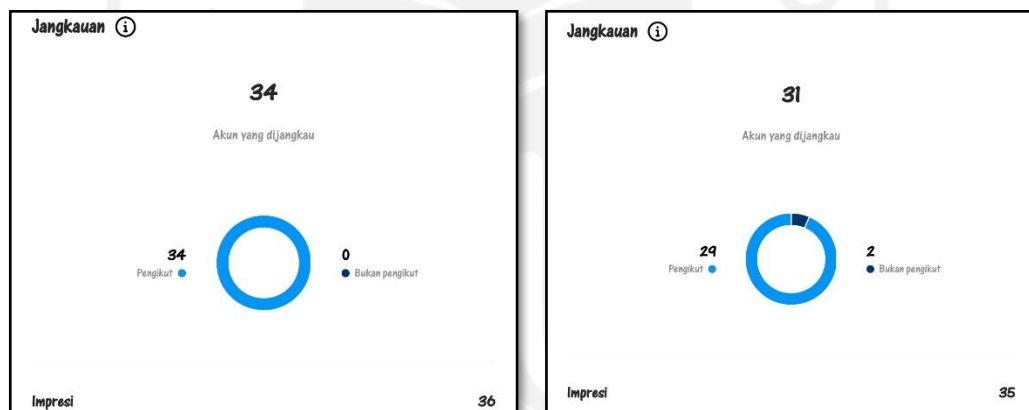 Jangkauan
34
Akun yang dijangkau
34
Pengikut
0
Bukan pengikut
Impresi 36
Jangkauan
31
Akun yang dijangkau
29
Pengikut
2
Bukan pengikut
Impresi 35